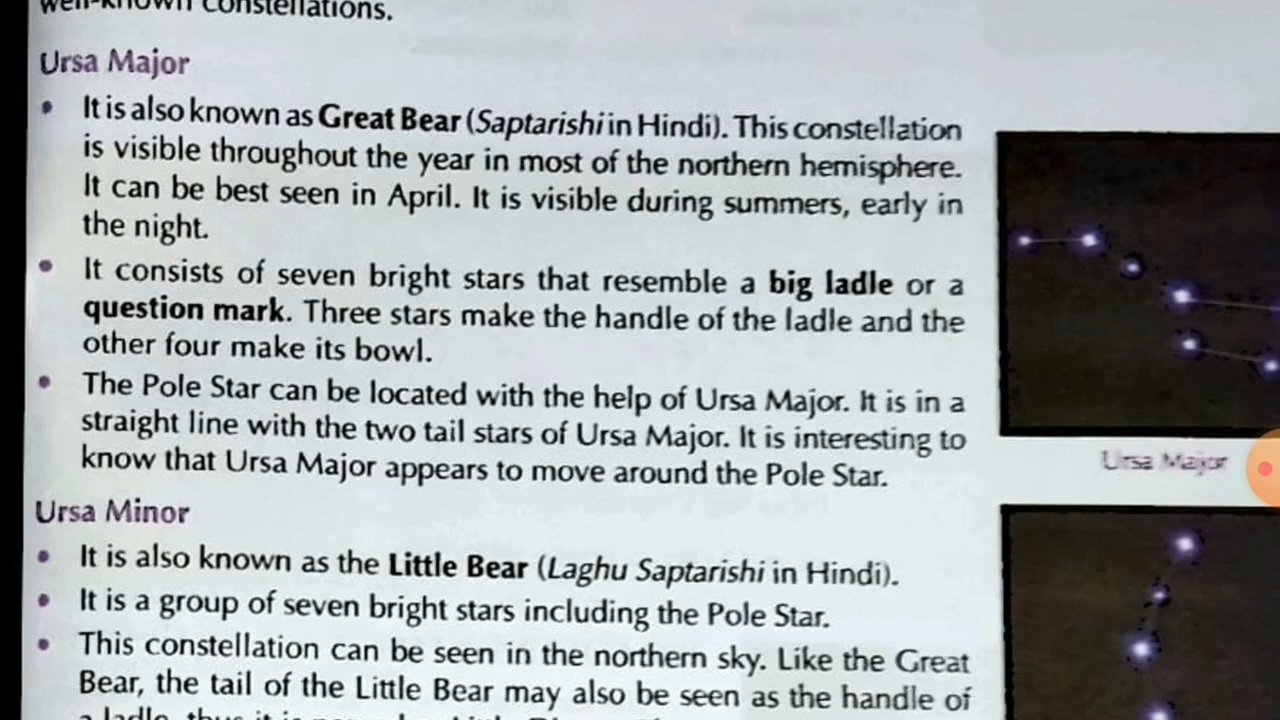 well-known constellations.
Ursa Major
• It is also known as Great Bear (Saptarishi in Hindi). This constellation
is visible throughout the year in most of the northern hemisphere.
It can be best seen in April. It is visible during summers, early in
the night.
• It consists of seven bright stars that resemble a big ladle or a
question mark. Three stars make the handle of the ladle and the
other four make its bowl.
• The Pole Star can be located with the help of Ursa Major. It is in a
straight line with the two tail stars of Ursa Major. It is interesting to
know that Ursa Major appears to move around the Pole Star.
Ursa Major
Ursa Minor
• It is also known as the Little Bear (Laghu Saptarishi in Hindi).
• It is a group of seven bright stars including the Pole Star.
• This constellation can be seen in the northern sky. Like the Great
Bear, the tail of the Little Bear may also be seen as the handle of
a ladle, thus it is